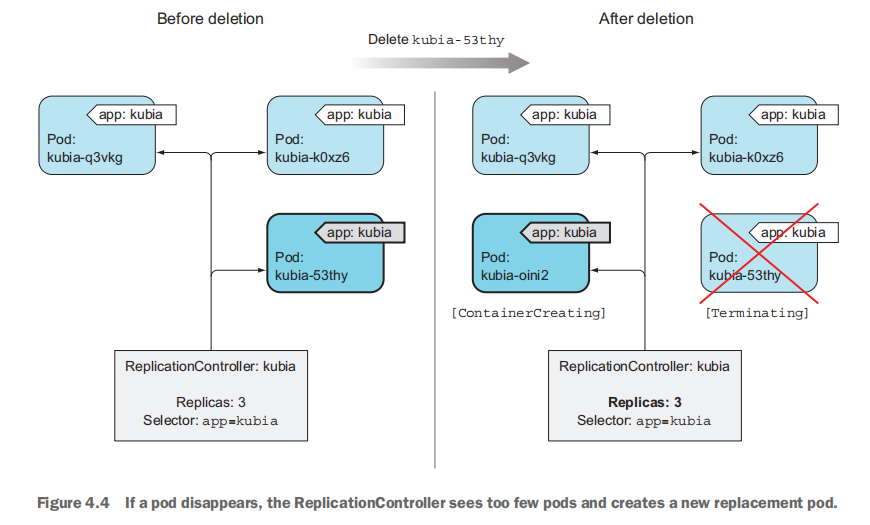 Before deletion
Delete kubia-53thy
After deletion
app: kubia
Pod:
kubia-q3vkg
app: kubia
Pod:
kubia-k0xz6
app: kubia
Pod:
kubia-53thy
ReplicationController: kubia
Replicas: 3
Selector: app=kubia
app: kubia
Pod:
kubia-q3vkg
app: kubia
Pod:
kubia-k0xz6
app: kubia
Pod:
kubia-oini2
[ContainerCreating]
app: kubia
Pod:
kubia-53thy
[Terminating]
ReplicationController: kubia
Replicas: 3
Selector: app=kubia
Figure 4.4 If a pod disappears, the ReplicationController sees too few pods and creates a new replacement pod.